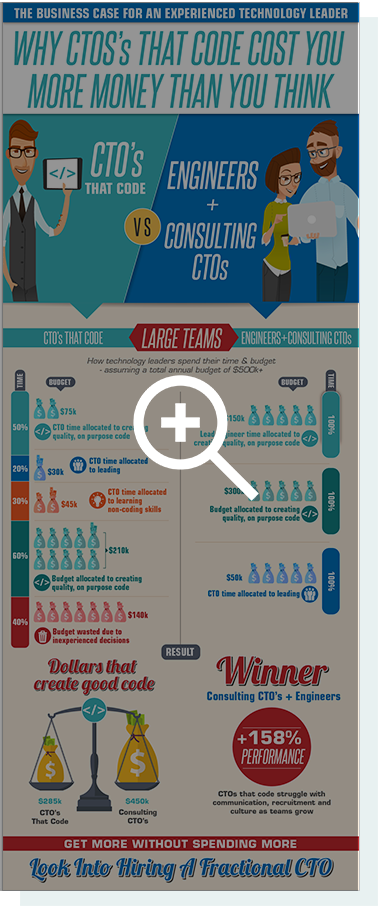 THE BUSINESS CASE FOR AN EXPERIENCED TECHNOLOGY LEADER
WHY CTOS's THAT CODE COST YOU
MORE MONEY THAN YOU THINK
</>
CTO's
THAT CODE
VS
ENGINEERS
+
CONSULTING
CTOs
CTO's THAT CODE
LARGE TEAMS
ENGINEERS+CONSULTING CTOs
How technology leaders spend their time & budget
- assuming a total annual budget of $500k+
TIME
BUDGET
50%
$75k
</>
CTO time allocated to creating
quality, on purpose code
20%
$30k
CTO time allocated
to leading
30%
$45k
CTO time allocated
to learning
non-coding skills
60%
$210k
</>
Budget allocated to creating
quality, on purpose code
40%
$140k
Budget wasted due to
inexperienced decisions
BUDGET
TIME
$150k
100%
Lead engineer time allocated to
creating quality, on purpose code
</>
$300k
100%
Budget allocated to creating
quality, on purpose code
</>
$50k
100%
CTO time allocated to leading
RESULT
Dollars that
create good code
</>
$285k
CTO's
That Code
$450k
Consulting
CTO's
Winner
Consulting CTO's + Engineers
+158%
PERFORMANCE
CTOs that code struggle with
communication, recruitment and
culture as teams grow
GET MORE WITHOUT SPENDING MORE
Look Into Hiring A Fractional CTO